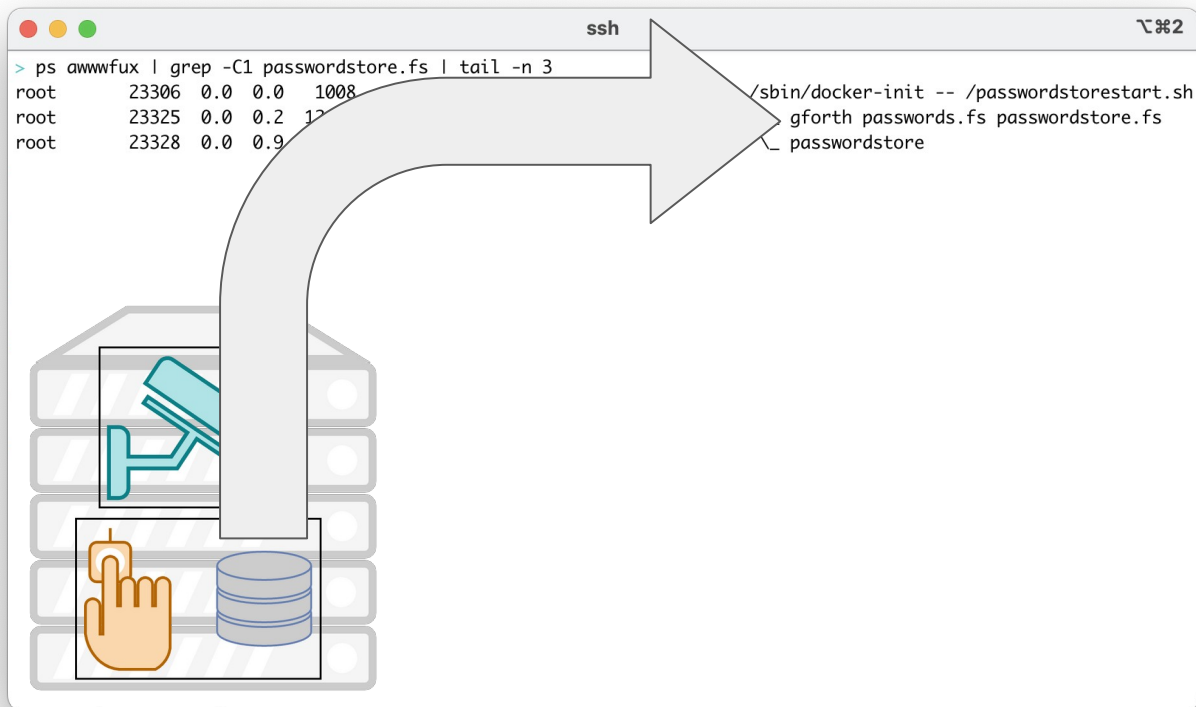 ssh
⌥⌘2
> ps awwwfux | grep -C1 passwordstore.fs | tail -n 3
root 23306 0.0 0.0 1008 /sbin/docker-init -- /passwordstorestart.sh
root 23325 0.0 0.2 gforth passwords.fs passwordstore.fs
root 23328 0.0 0.9 \_ passwordstore